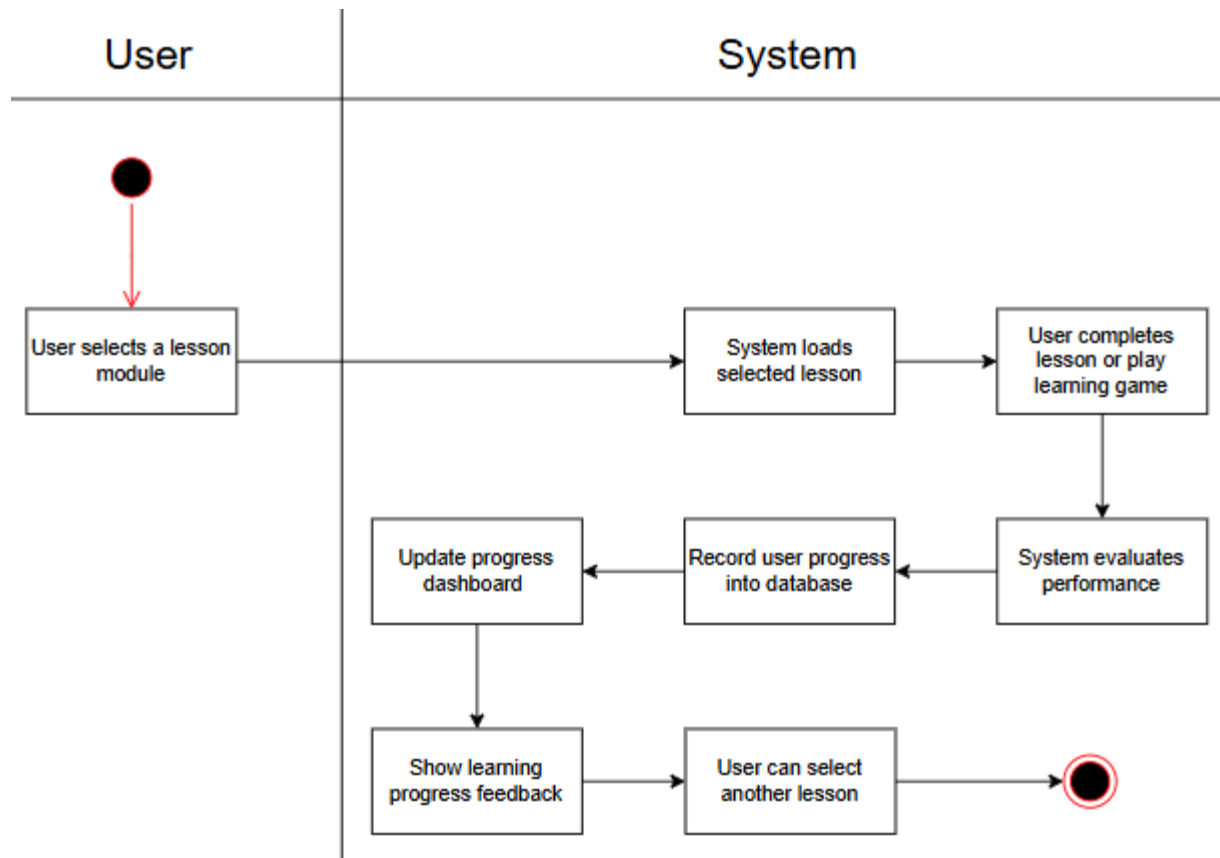 User
System
User selects a lesson
module
System loads
selected lesson
User completes
lesson or play
learning game
Update progress
dashboard
Record user progress
into database
System evaluates
performance
Show learning
progress feedback
User can select
another lesson